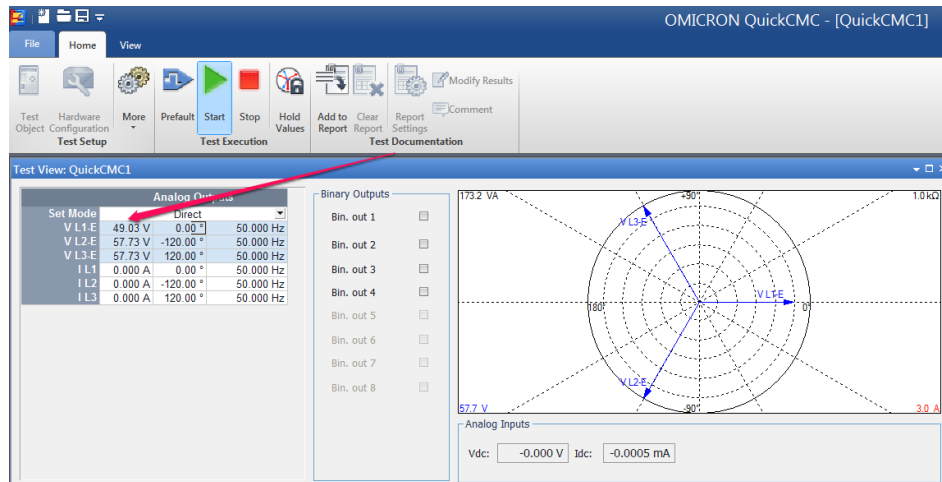 OMICRON QuickCMC - [QuickCMC1]
File Home View
Test Object
Hardware Configuration
More
Prefault
Start
Stop
Hold Values
Add to Report
Clear Report
Report Settings
Modify Results
Comment
Test Setup
Test Execution
Test Documentation
Test View: QuickCMC1
Analog Outputs
Set Mode Direct
V L1-E 49.03 V 0.00 ° 50.000 Hz
V L2-E 57.73 V -120.00 ° 50.000 Hz
V L3-E 57.73 V 120.00 ° 50.000 Hz
I L1 0.000 A 0.00 ° 50.000 Hz
I L2 0.000 A -120.00 ° 50.000 Hz
I L3 0.000 A 120.00 ° 50.000 Hz
Binary Outputs
Bin. out 1
Bin. out 2
Bin. out 3
Bin. out 4
Bin. out 5
Bin. out 6
Bin. out 7
Bin. out 8
173.2 VA +90° 1.0 kΩ
V L3-E
V L1-E
180° 0°
V L2-E
57.7 V -90° 3.0 A
Analog Inputs
Vdc: -0.000 V Idc: -0.0005 mA